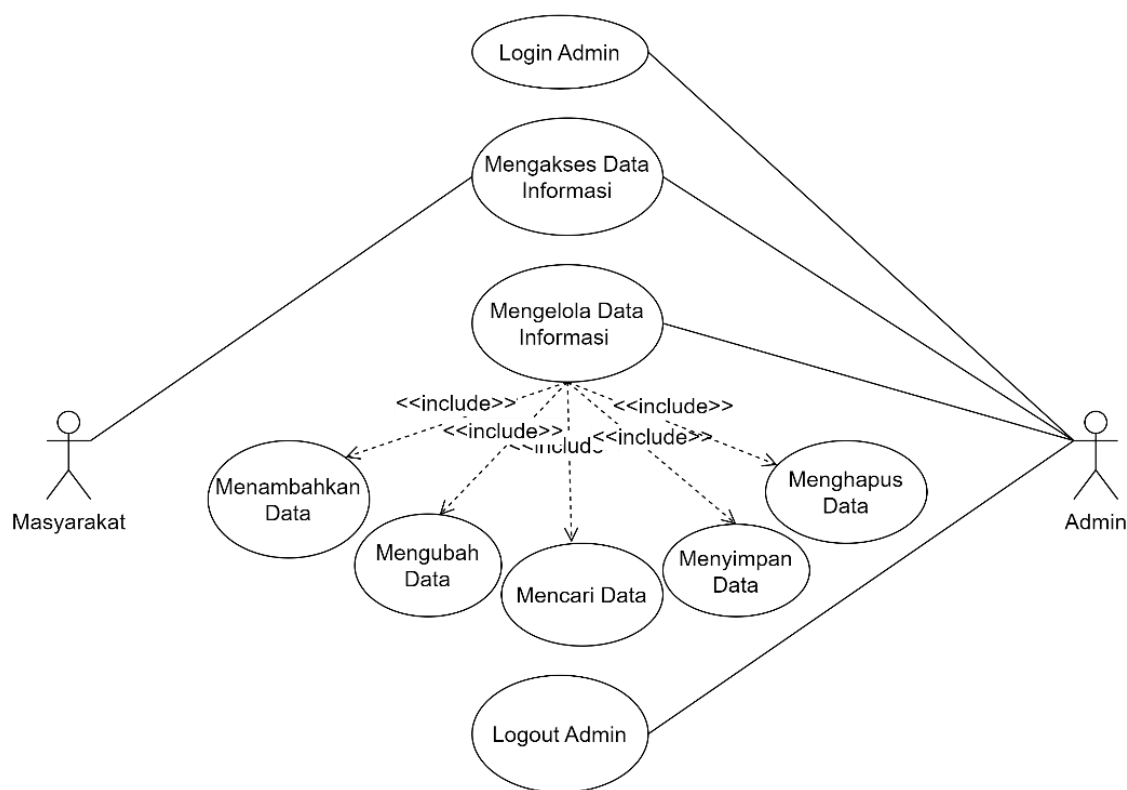 Login Admin
Mengakses Data
Informasi
Mengelola Data
Informasi
<<include>>
<<include>>
<<include
<<include>>
<<include>>
Menambahkan
Data
Mengubah
Data
Mencari Data
Menyimpan
Data
Menghapus
Data
Masyarakat
Admin
Logout Admin